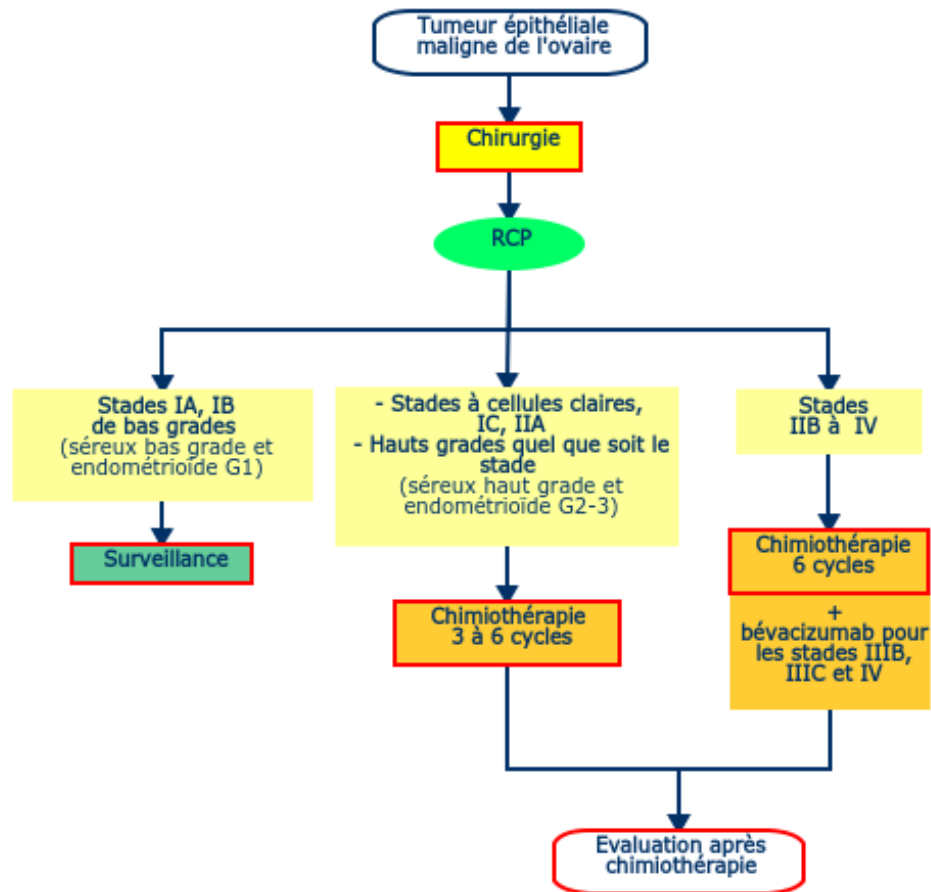 Tumeur épithéliale
maligne de l'ovaire
Chirurgie
RCP
Stades IA, IB
de bas grades
(séreux bas grade et
endométrioïde G1)
Surveillance
- Stades à cellules claires,
IC, IIA
- Hauts grades quel que soit le
stade
(séreux haut grade et
endométrioïde G2-3)
Chimiothérapie
3 à 6 cycles
Stades
IIB à IV
Chimiothérapie
6 cycles
+
bévacizumab pour
les stades IIIB,
IIIC et IV
Evaluation après
chimiothérapie